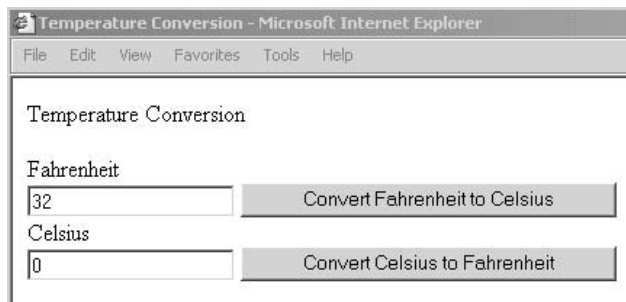 Temperature Conversion - Microsoft Internet Explorer
File Edit View Favorites Tools Help
Temperature Conversion
Fahrenheit
32 Convert Fahrenheit to Celsius
Celsius
0 Convert Celsius to Fahrenheit